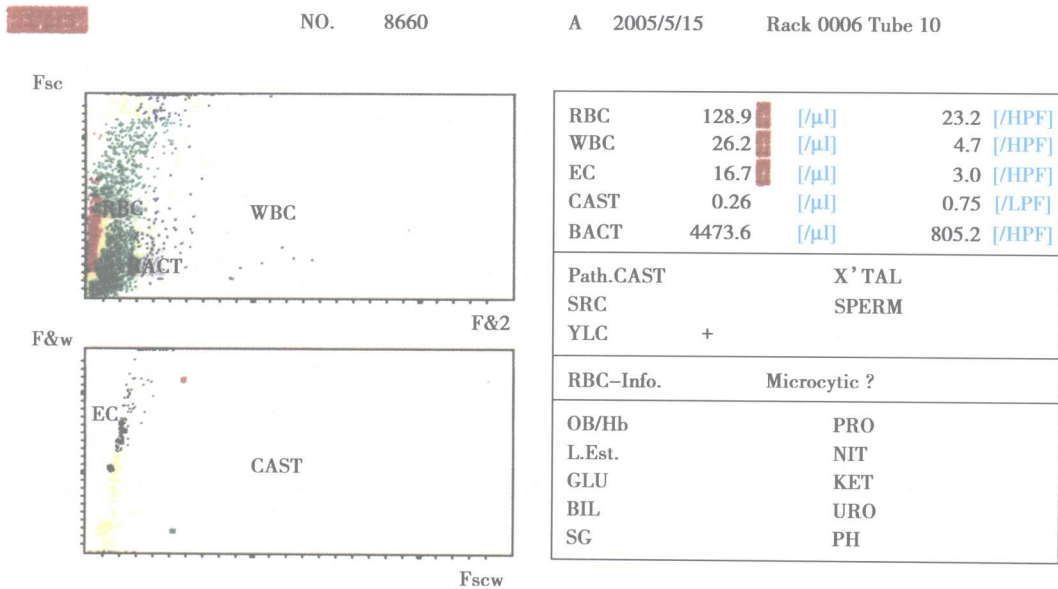 NO. 8660 A 2005/5/15 Rack 0006 Tube 10
Fsc
RBC
WBC
BACT
F&2
F&w
EC
CAST
Fscw
RBC 128.9 [/μl] 23.2 [/HPF]
WBC 26.2 [/μl] 4.7 [/HPF]
EC 16.7 [/μl] 3.0 [/HPF]
CAST 0.26 [/μl] 0.75 [/LPF]
BACT 4473.6 [/μl] 805.2 [/HPF]
Path.CAST X'TAL
SRC SPERM
YLC +
RBC–Info. Microcytic ?
OB/Hb PRO
L.Est. NIT
GLU KET
BIL URO
SG PH